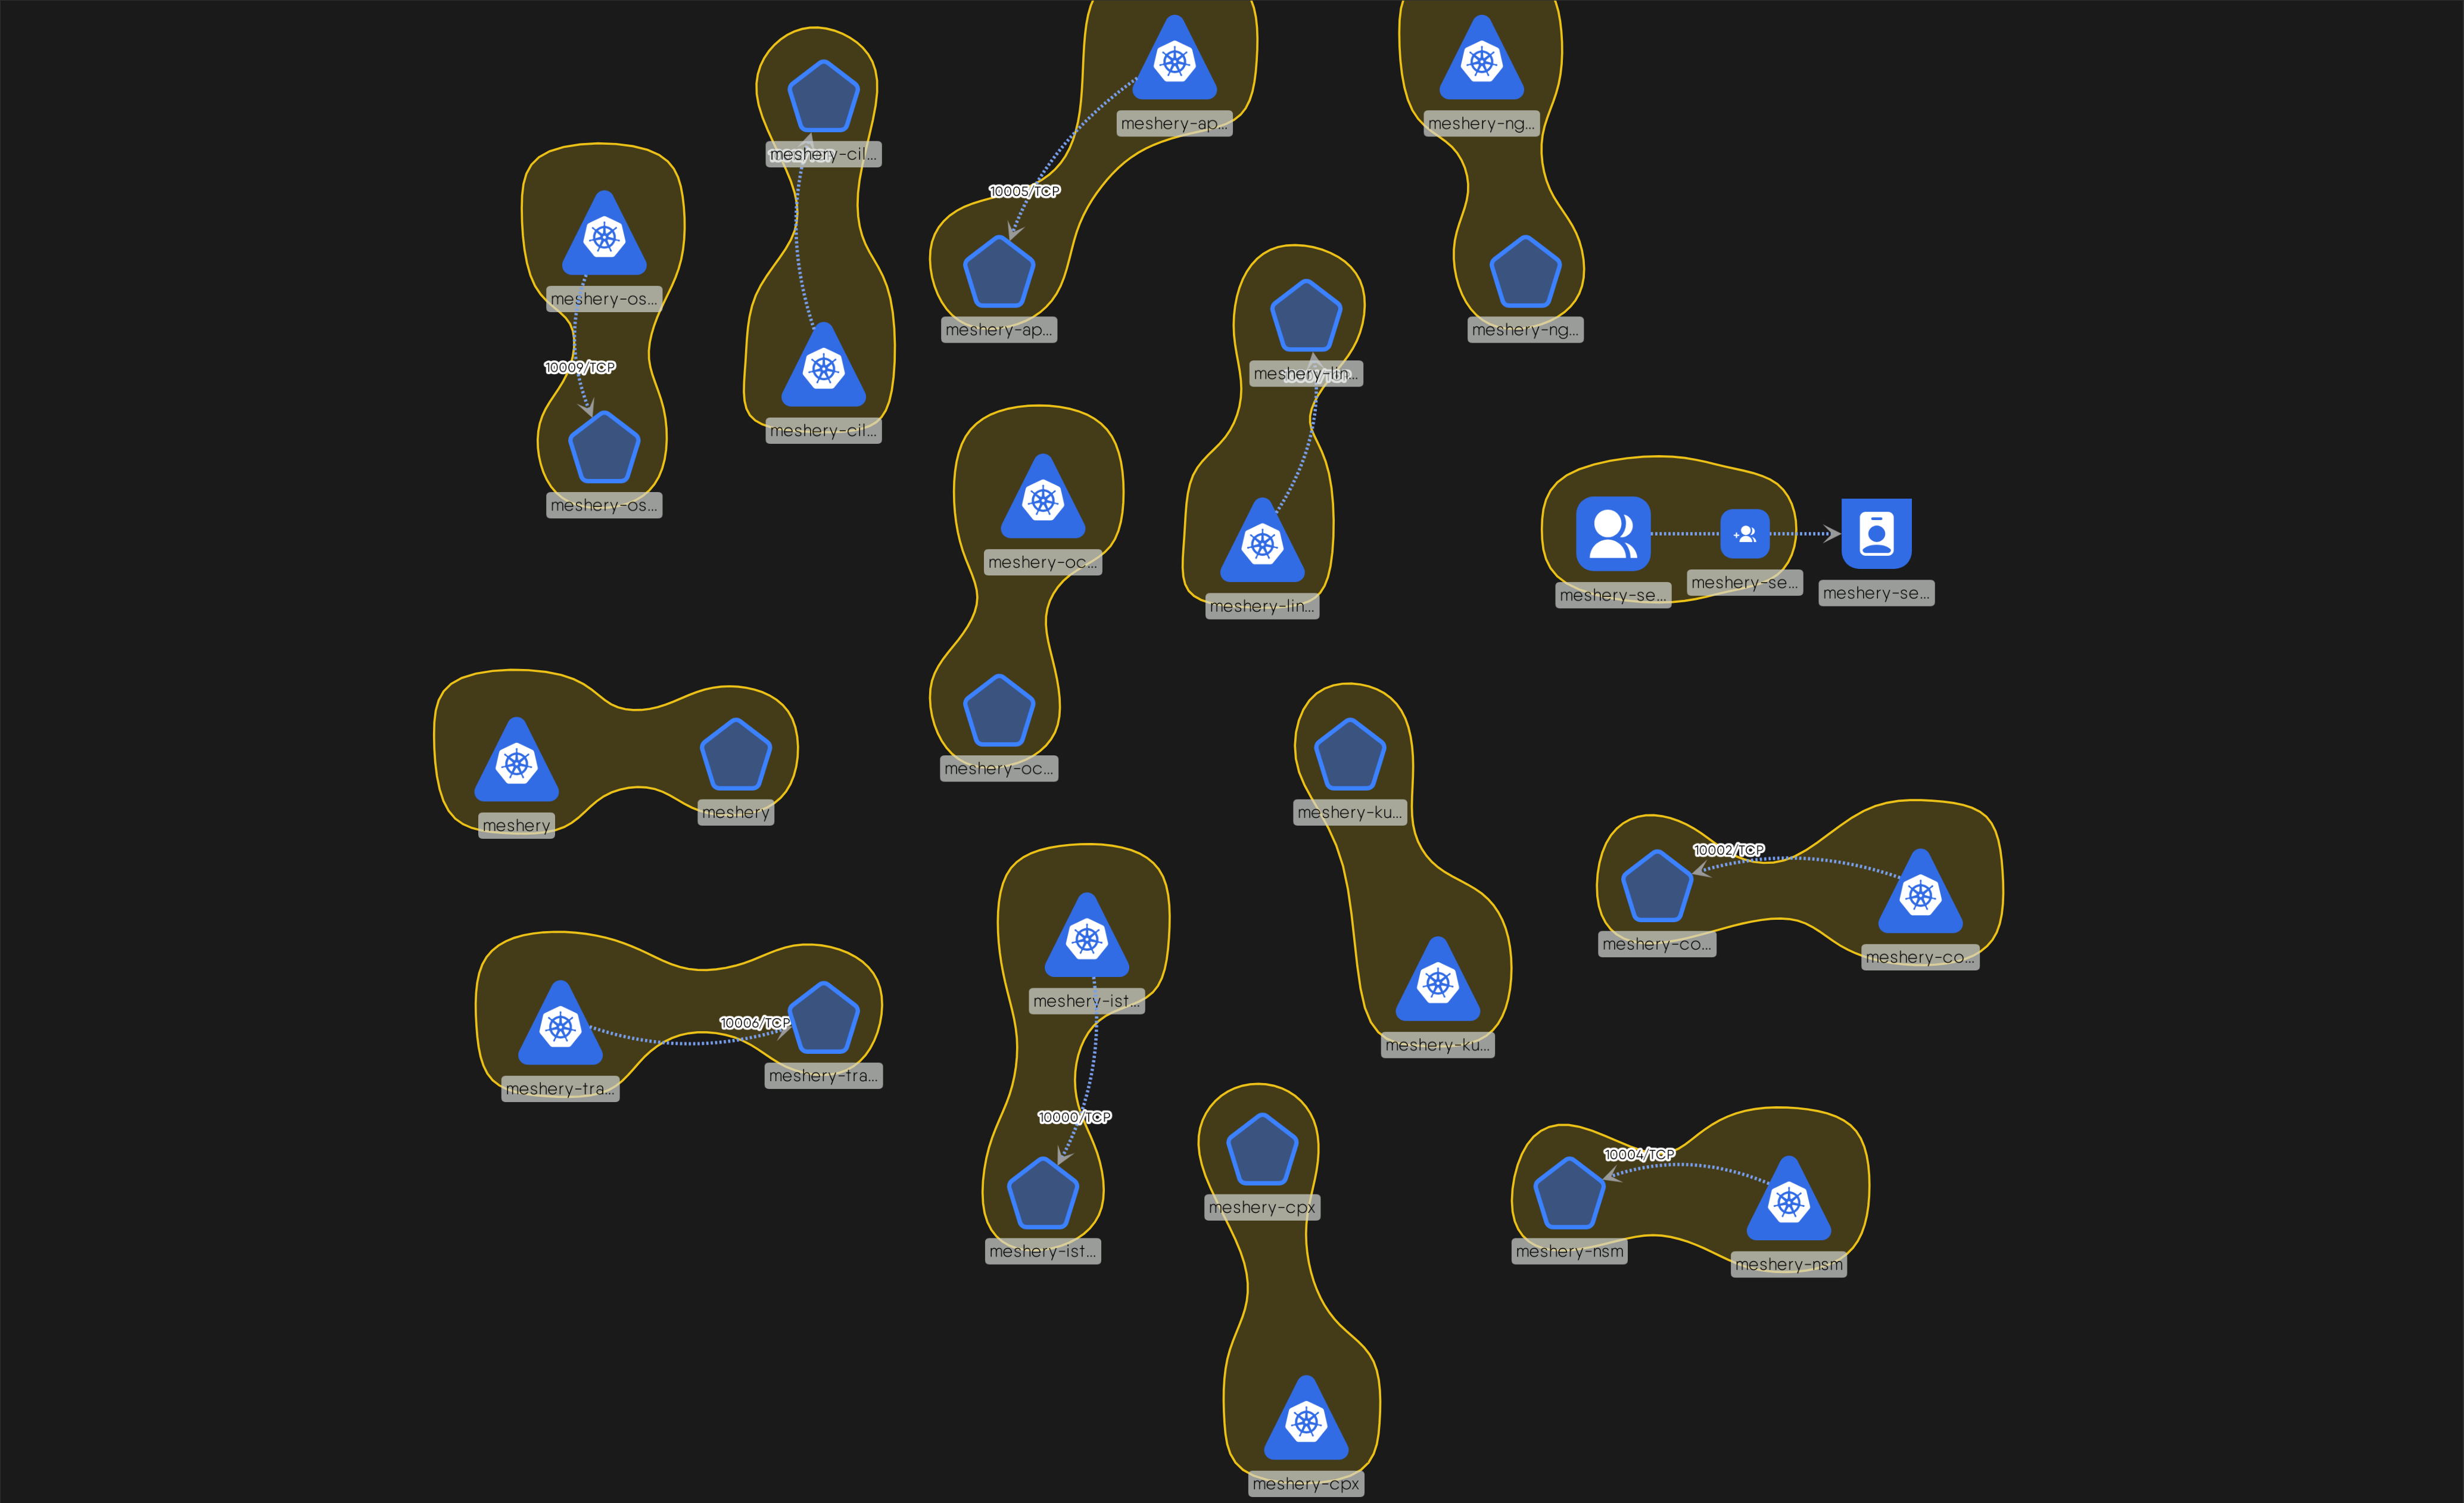 meshery-ap...
meshery-ng...
meshery-cil...
10005/TCP
meshery-os...
meshery-ap...
meshery-ng...
10009/TCP
meshery-lin...
meshery-cil...
meshery-os...
meshery-oc...
meshery-lin...
meshery-se...
meshery-se...
meshery-se...
meshery-oc...
meshery
meshery
meshery-ku...
10002/TCP
meshery-co...
meshery-co...
meshery-ist...
10006/TCP
meshery-ku...
meshery-tra...
meshery-tra...
10000/TCP
10004/TCP
meshery-cpx
meshery-ist...
meshery-nsm
meshery-nsm
meshery-cpx